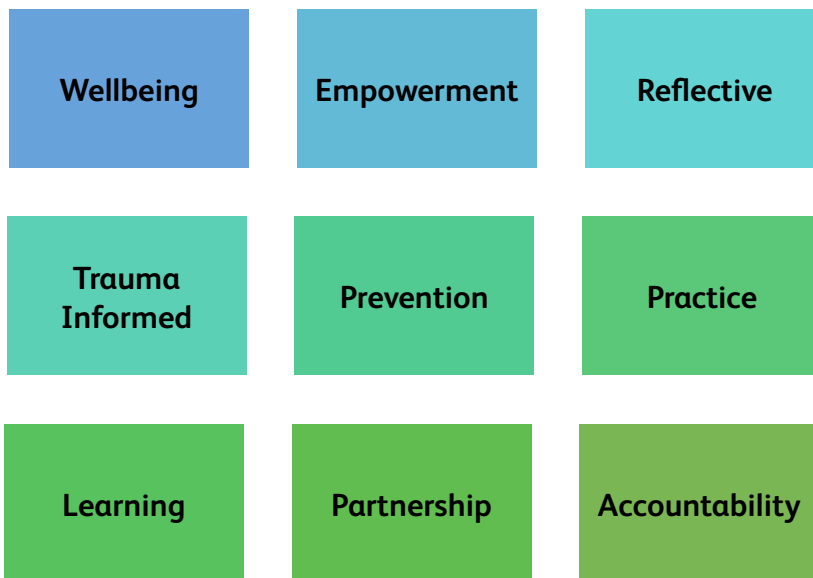 Wellbeing
Empowerment
Reflective
Trauma
Informed
Prevention
Practice
Learning
Partnership
Accountability